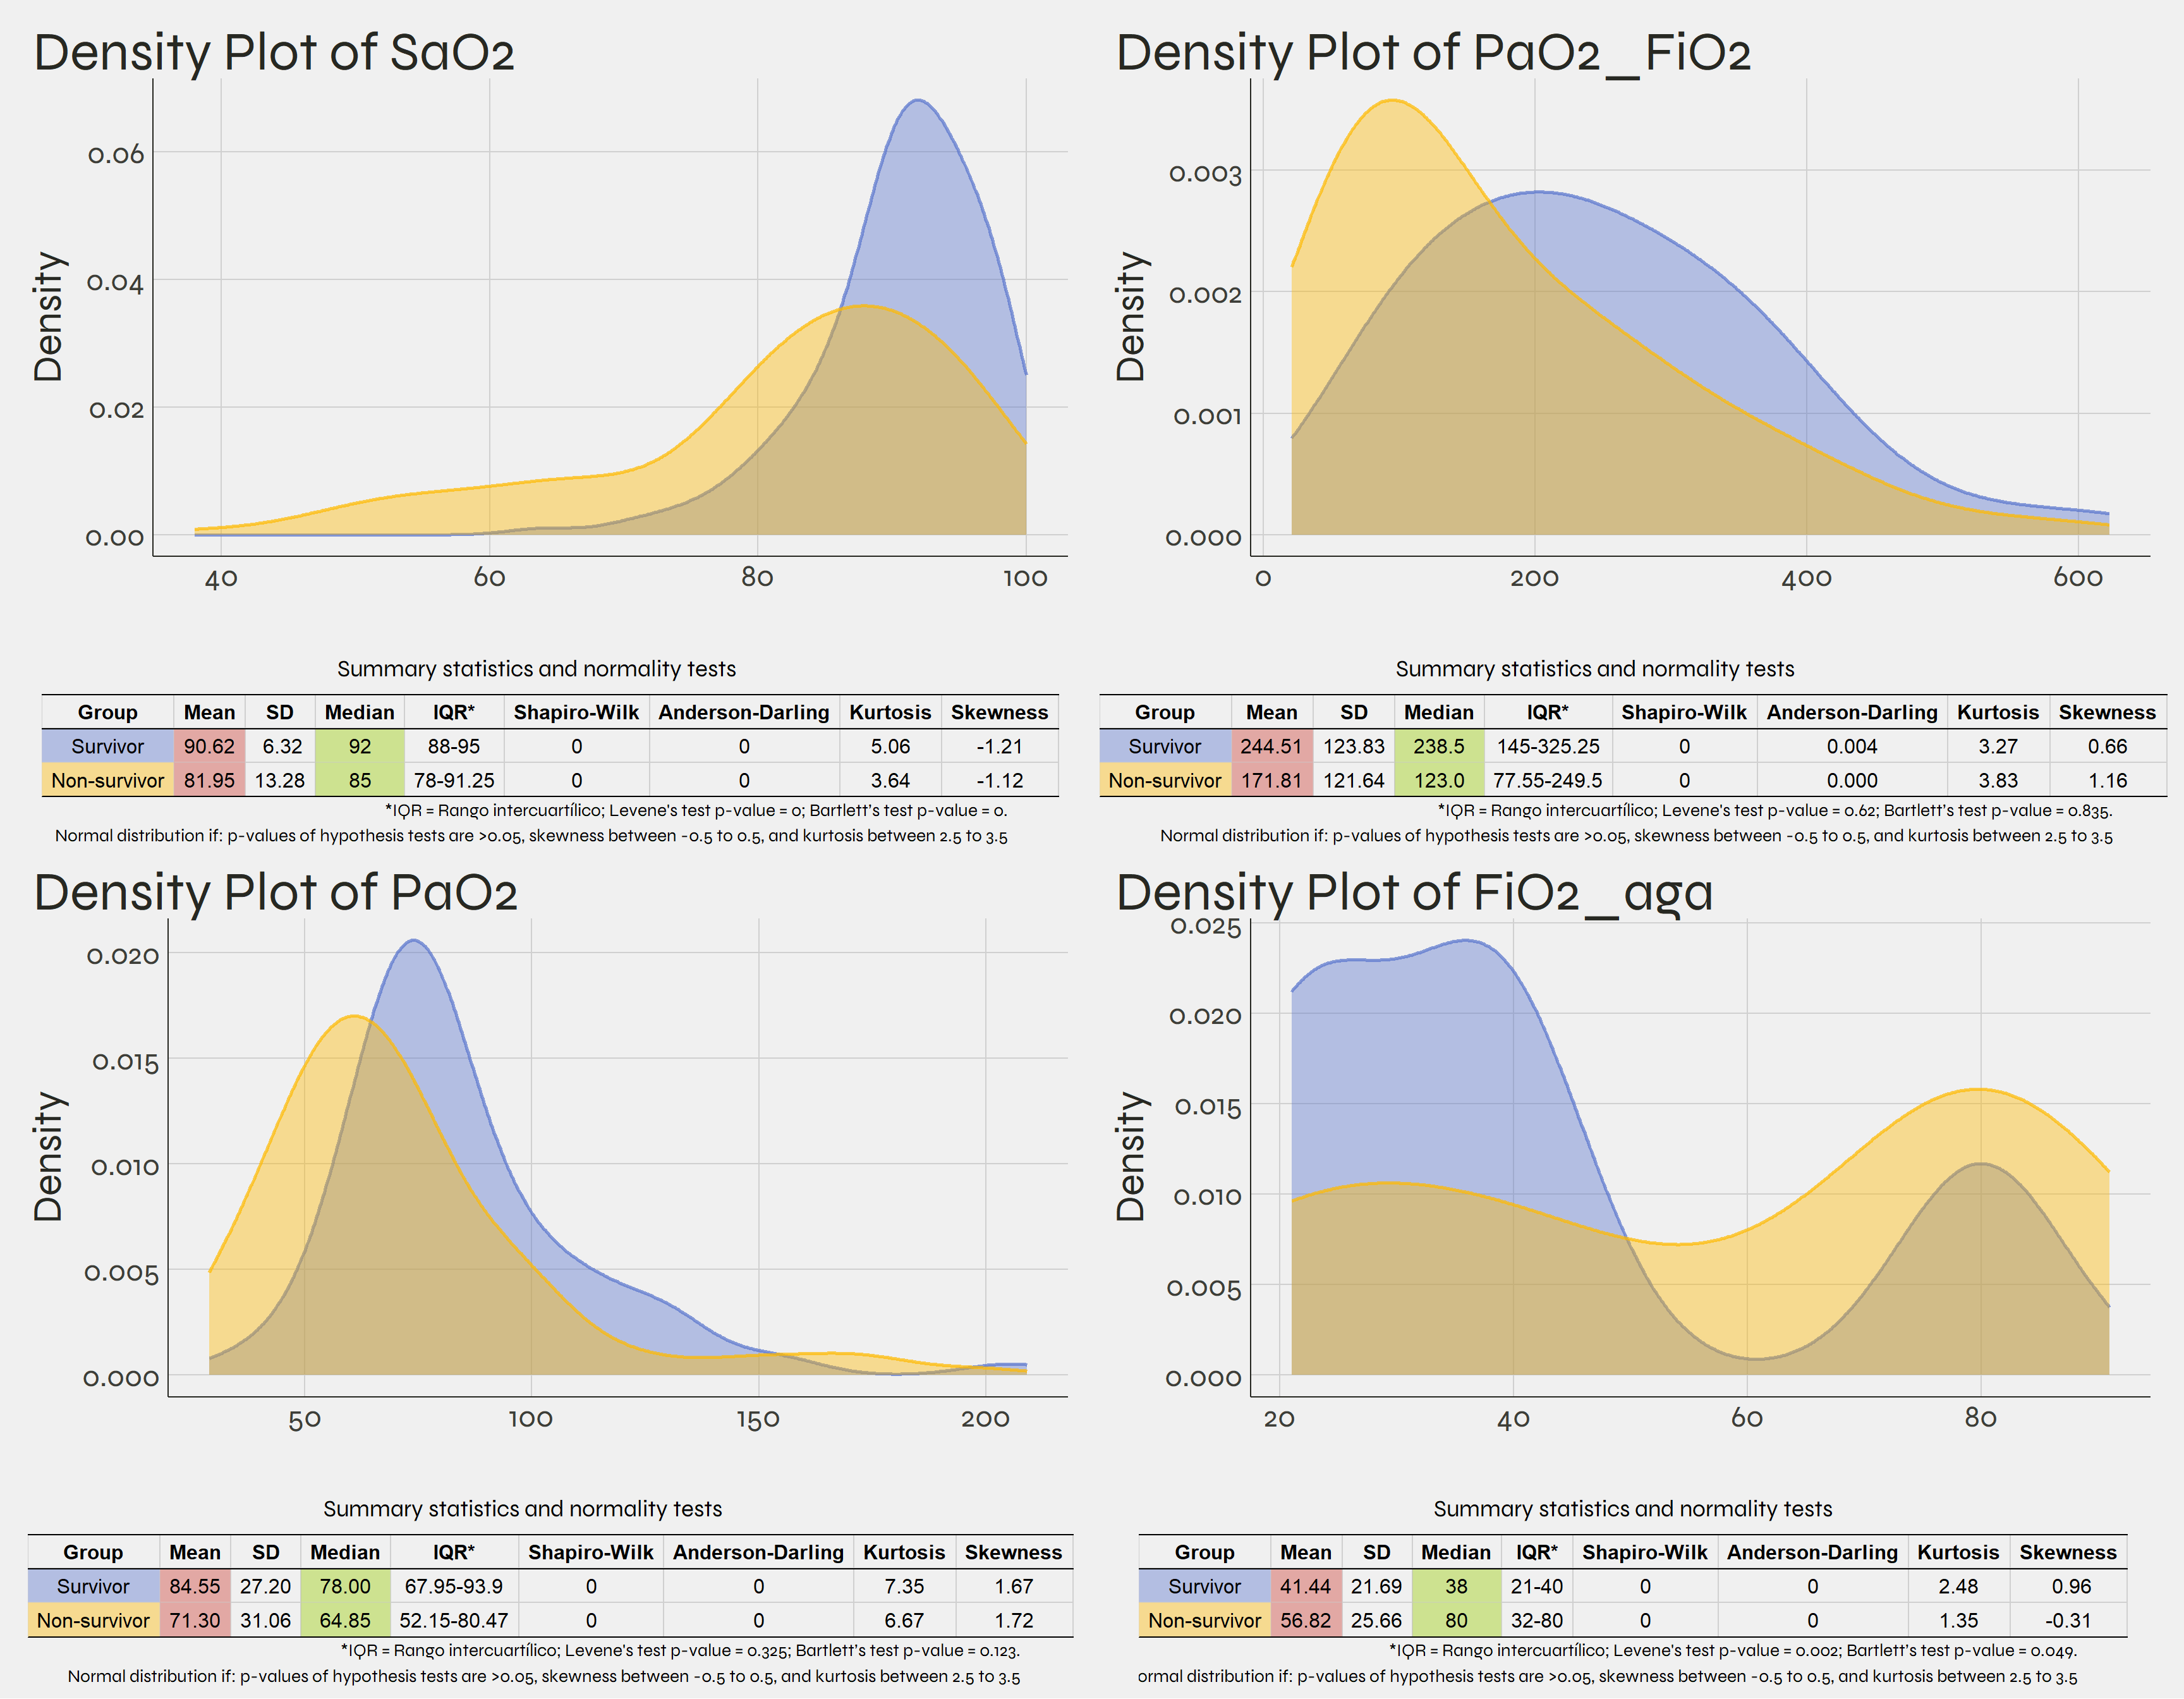 Density Plot of SaO2
Density
0.06
0.04
0.02
0.00
40 60 80 100
Summary statistics and normality tests
Group Mean SD Median IQR* Shapiro-Wilk Anderson-Darling Kurtosis Skewness
Survivor 90.62 6.32 92 88-95 0 0 5.06 -1.21
Non-survivor 81.95 13.28 85 78-91.25 0 0 3.64 -1.12
*IQR = Rango intercuartílico; Levene's test p-value = 0; Bartlett's test p-value = 0.
Normal distribution if: p-values of hypothesis tests are >0.05, skewness between -0.5 to 0.5, and kurtosis between 2.5 to 3.5
Density Plot of PaO2_FiO2
Density
0.003
0.002
0.001
0.000
0 200 400 600
Summary statistics and normality tests
Group Mean SD Median IQR* Shapiro-Wilk Anderson-Darling Kurtosis Skewness
Survivor 244.51 123.83 238.5 145-325.25 0 0.004 3.27 0.66
Non-survivor 171.81 121.64 123.0 77.55-249.5 0 0.000 3.83 1.16
*IQR = Rango intercuartílico; Levene's test p-value = 0.62; Bartlett's test p-value = 0.835.
Normal distribution if: p-values of hypothesis tests are >0.05, skewness between -0.5 to 0.5, and kurtosis between 2.5 to 3.5
Density Plot of PaO2
Density
0.020
0.015
0.010
0.005
0.000
50 100 150 200
Summary statistics and normality tests
Group Mean SD Median IQR* Shapiro-Wilk Anderson-Darling Kurtosis Skewness
Survivor 84.55 27.20 78.00 67.95-93.9 0 0 7.35 1.67
Non-survivor 71.30 31.06 64.85 52.15-80.47 0 0 6.67 1.72
*IQR = Rango intercuartílico; Levene's test p-value = 0.325; Bartlett's test p-value = 0.123.
Normal distribution if: p-values of hypothesis tests are >0.05, skewness between -0.5 to 0.5, and kurtosis between 2.5 to 3.5
Density Plot of FiO2_aga
Density
0.025
0.020
0.015
0.010
0.005
0.000
20 40 60 80
Summary statistics and normality tests
Group Mean SD Median IQR* Shapiro-Wilk Anderson-Darling Kurtosis Skewness
Survivor 41.44 21.69 38 21-40 0 0 2.48 0.96
Non-survivor 56.82 25.66 80 32-80 0 0 1.35 -0.31
*IQR = Rango intercuartílico; Levene's test p-value = 0.002; Bartlett's test p-value = 0.049.
ormal distribution if: p-values of hypothesis tests are >0.05, skewness between -0.5 to 0.5, and kurtosis between 2.5 to 3.5